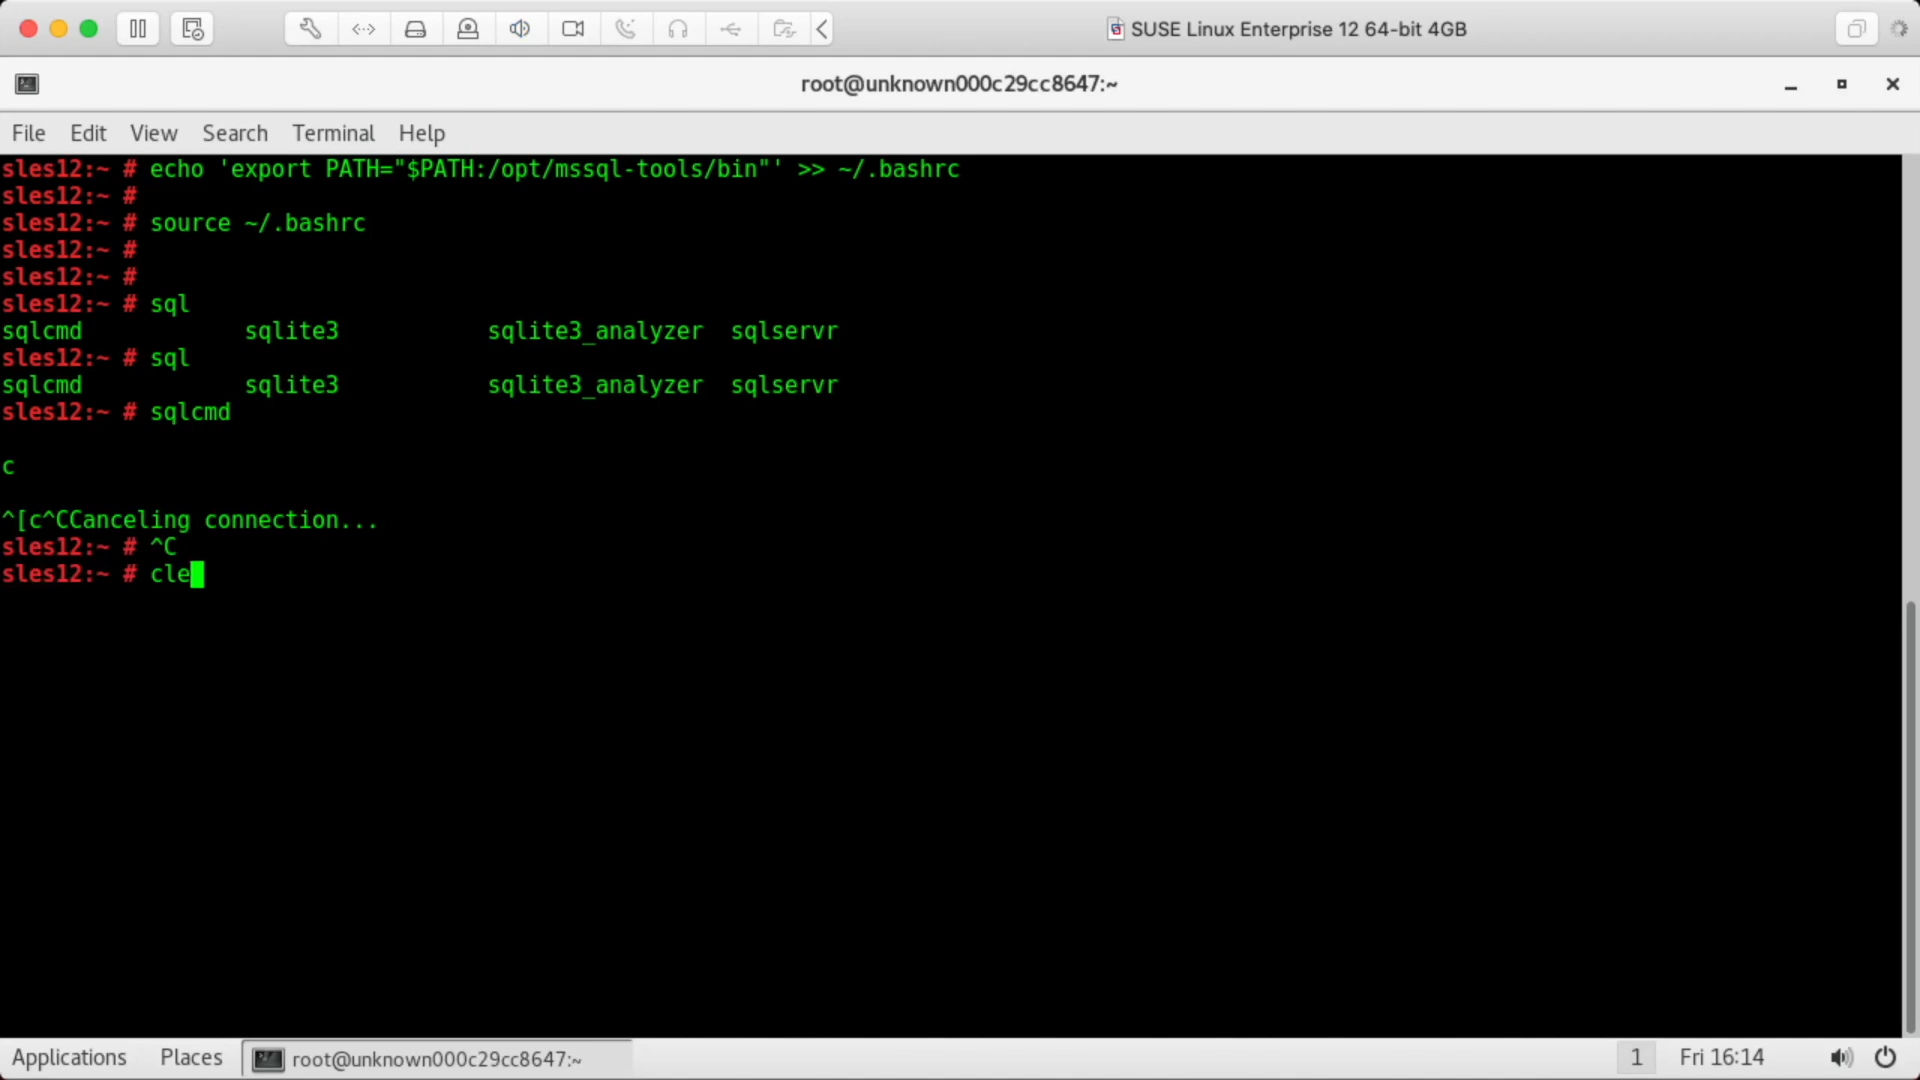 SUSE Linux Enterprise 12 64-bit 4GB
root@unknown000c29cc8647:~
File Edit View Search Terminal Help
sles12:~ # echo 'export PATH="$PATH:/opt/mssql-tools/bin"' >> ~/.bashrc
sles12:~ #
sles12:~ # source ~/.bashrc
sles12:~ #
sles12:~ #
sles12:~ # sql
sqlcmd sqlite3 sqlite3_analyzer sqlservr
sles12:~ # sql
sqlcmd sqlite3 sqlite3_analyzer sqlservr
sles12:~ # sqlcmd
c
^[c^CCanceling connection...
sles12:~ # ^C
sles12:~ # cle
Applications Places root@unknown000c29cc8647:~ 1 Fri 16:14